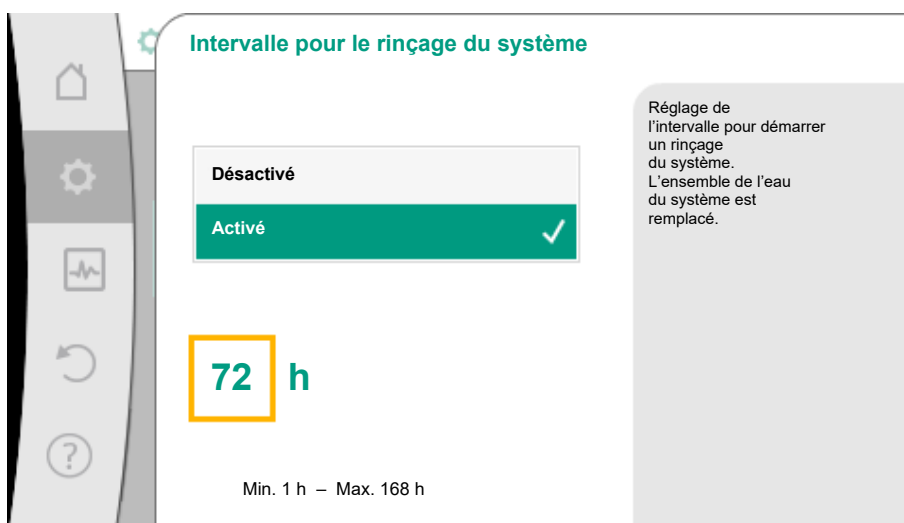 Intervalle pour le rinçage du système
Réglage de
l’intervalle pour démarrer
un rinçage
du système.
L’ensemble de l’eau
du système est
remplacé.
Désactivé
Activé
72 h
Min. 1 h – Max. 168 h